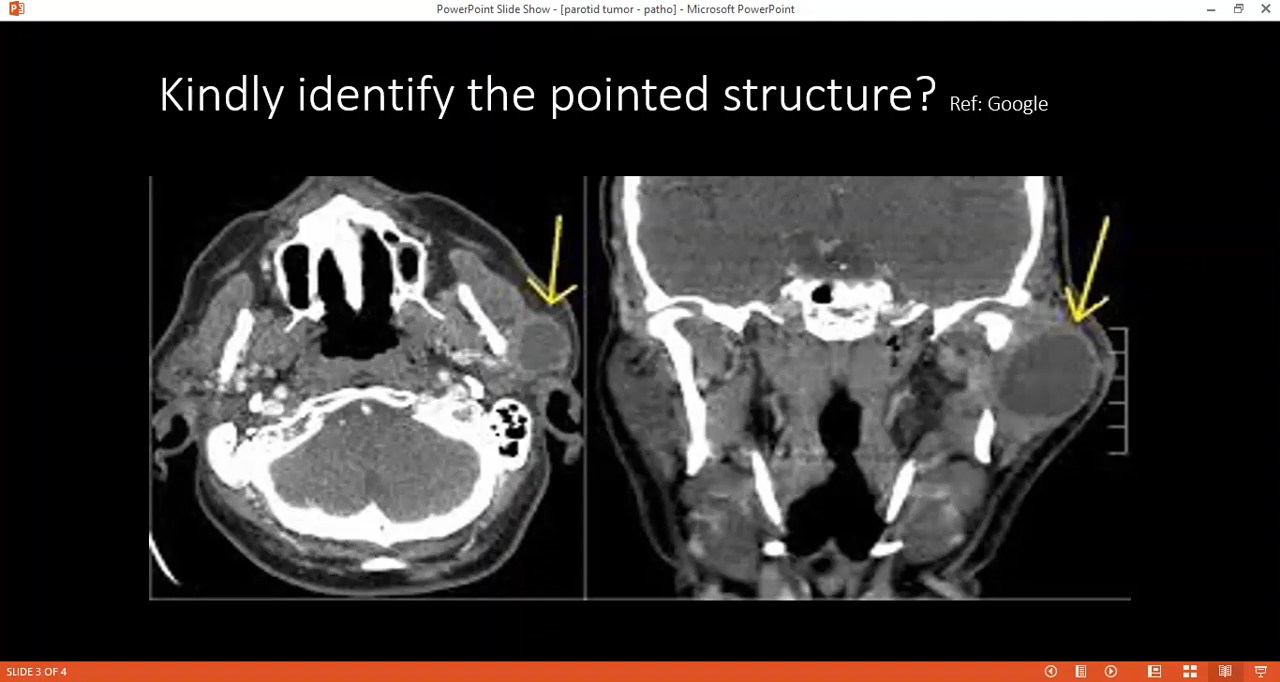 PowerPoint Slide Show - [parotid tumor - patho] - Microsoft PowerPoint
Kindly identify the pointed structure? Ref: Google
SLIDE 3 OF 4